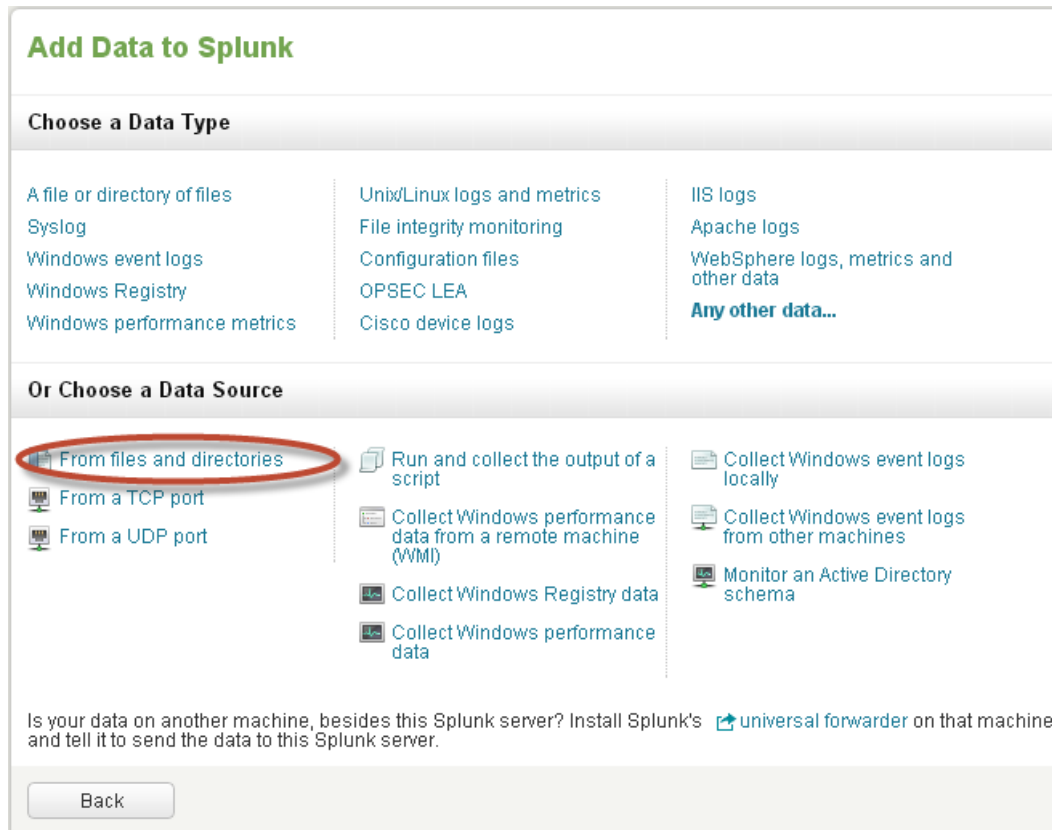 Add Data to Splunk
Choose a Data Type
A file or directory of files
Syslog
Windows event logs
Windows Registry
Windows performance metrics
Unix/Linux logs and metrics
File integrity monitoring
Configuration files
OPSEC LEA
Cisco device logs
IIS logs
Apache logs
WebSphere logs, metrics and
other data
Any other data...
Or Choose a Data Source
From files and directories
From a TCP port
From a UDP port
Run and collect the output of a
script
Collect Windows performance
data from a remote machine
(WMI)
Collect Windows Registry data
Collect Windows performance
data
Collect Windows event logs
locally
Collect Windows event logs
from other machines
Monitor an Active Directory
schema
Is your data on another machine, besides this Splunk server? Install Splunk's universal forwarder on that machine
and tell it to send the data to this Splunk server.
Back